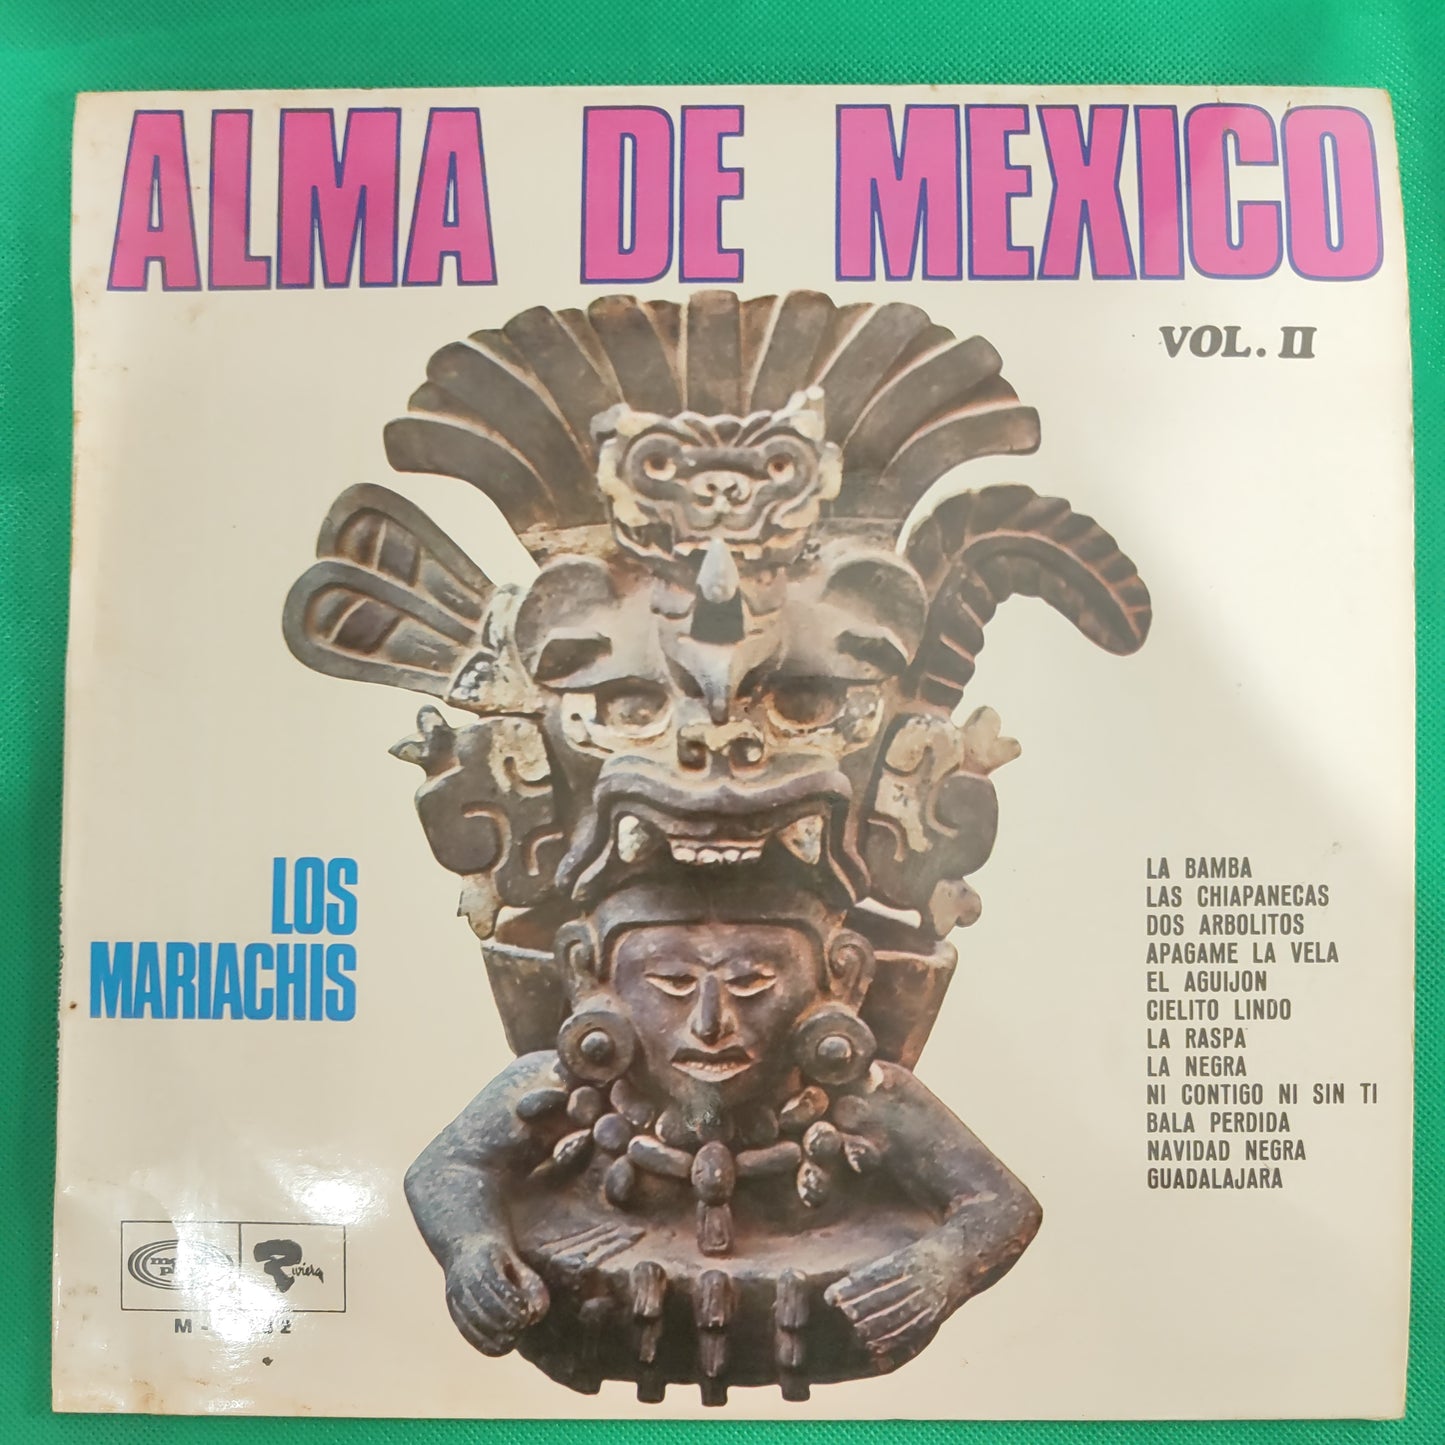 ALMA DE MEXICO
VOL. II
LOS
MARIACHIS
LA BAMBA
LAS CHIAPANECAS
DOS ARBOLITOS
APAGAME LA VELA
EL AGUIJON
CIELITO LINDO
LA RASPA
LA NEGRA
NI CONTIGO NI SIN TI
BALA PERDIDA
NAVIDAD NEGRA
GUADALAJARA
Riviera